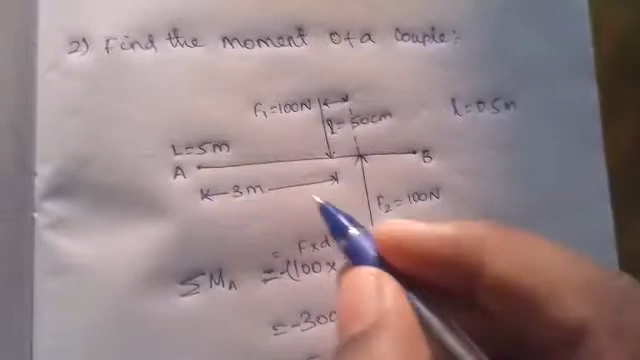 2) Find the moment of a couple:
F₁=100N
l=50cm
l=0.5m
L=5m
A
B
3m
F₂=100N
= F×d
ΣMA = -(100×
= -300
=